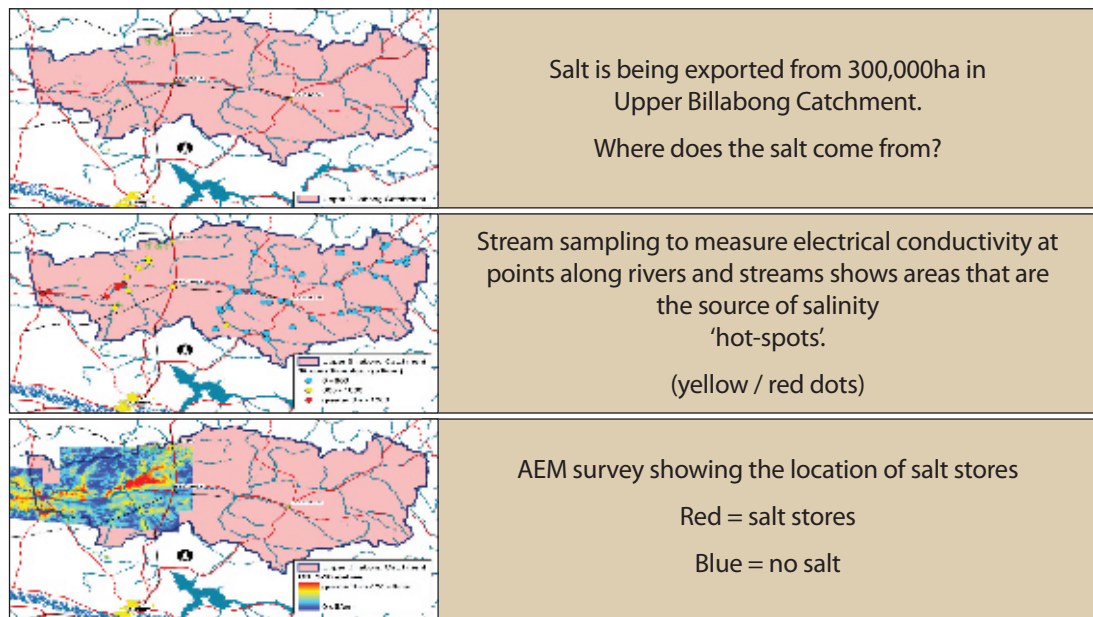 Salt is being exported from 300,000ha in
Upper Billabong Catchment.
Where does the salt come from?
Stream sampling to measure electrical conductivity at
points along rivers and streams shows areas that are
the source of salinity
‘hot-spots’.
(yellow / red dots)
AEM survey showing the location of salt stores
Red = salt stores
Blue = no salt